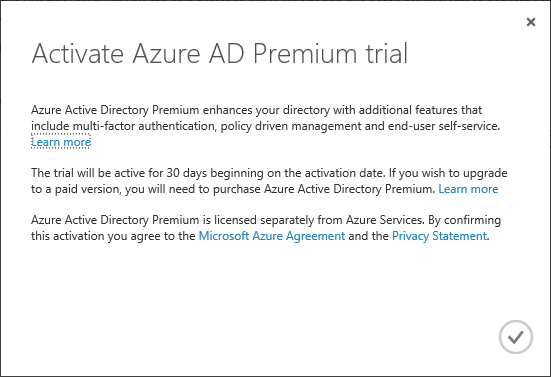 Activate Azure AD Premium trial
Azure Active Directory Premium enhances your directory with additional features that
include multi-factor authentication, policy driven management and end-user self-service.
Learn more
The trial will be active for 30 days beginning on the activation date. If you wish to upgrade
to a paid version, you will need to purchase Azure Active Directory Premium. Learn more
Azure Active Directory Premium is licensed separately from Azure Services. By confirming
this activation you agree to the Microsoft Azure Agreement and the Privacy Statement.